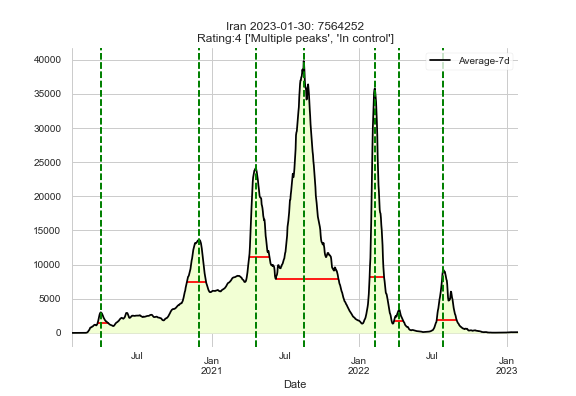 Iran 2023-01-30: 7564252
Rating:4 ['Multiple peaks', 'In control']
Average-7d
40000
35000
30000
25000
20000
15000
10000
5000
0
Jul
Jan
2021
Jul
Jan
2022
Jul
Jan
2023
Date